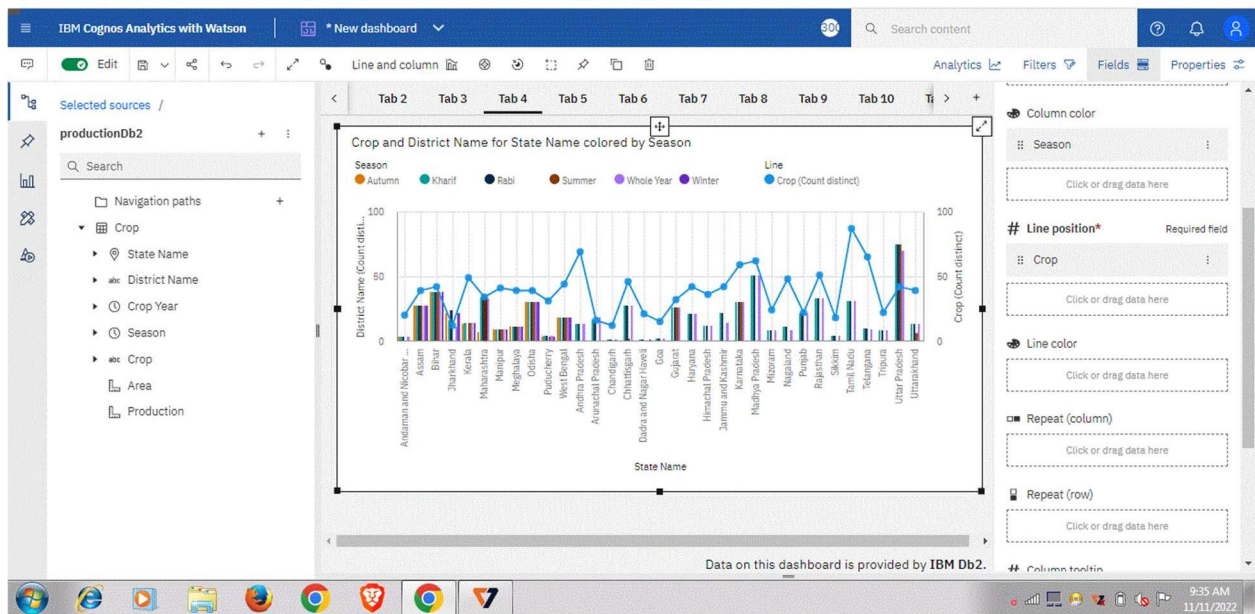 IBM Cognos Analytics with Watson
* New dashboard
Search content
Edit
Line and column
Analytics
Filters
Fields
Properties
Selected sources /
productionDb2
Search
Navigation paths
Crop
State Name
abc District Name
Crop Year
Season
abc Crop
Area
Production
Tab 2 Tab 3 Tab 4 Tab 5 Tab 6 Tab 7 Tab 8 Tab 9 Tab 10
Crop and District Name for State Name colored by Season
Season
Autumn Kharif Rabi Summer Whole Year Winter
Line
Crop (Count distinct)
District Name (Count disti...
100
50
0
100
50
0
Crop (Count distinct)
Andaman and Nicobar ...
Assam
Bihar
Jharkhand
Kerala
Maharashtra
Manipur
Meghalaya
Odisha
Puducherry
West Bengal
Andhra Pradesh
Arunachal Pradesh
Chandigarh
Chhattisgarh
Dadra and Nagar Haveli
Goa
Gujarat
Haryana
Himachal Pradesh
Jammu and Kashmir
Karnataka
Madhya Pradesh
Mizoram
Nagaland
Punjab
Rajasthan
Sikkim
Tamil Nadu
Telangana
Tripura
Uttar Pradesh
Uttarakhand
State Name
Data on this dashboard is provided by IBM Db2.
Column color
Season
Click or drag data here
# Line position* Required field
Crop
Click or drag data here
Line color
Click or drag data here
Repeat (column)
Click or drag data here
Repeat (row)
Click or drag data here
# Column tooltip
9:35 AM
11/11/2022